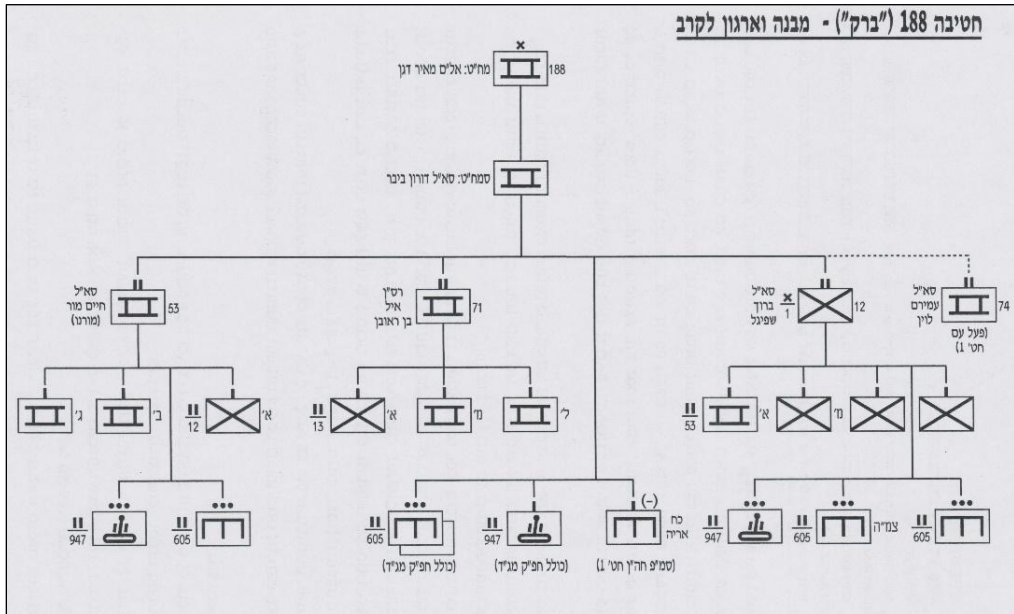 חטיבה 188 ("ברק") - מבנה וארגון לקרב
מח"ט: אל"מ מאיר דגן
188
סמח"ט: סא"ל דורון ביבר
סא"ל
עמירם
לוין
74
(פעל עם
חט' 1)
סא"ל
ברוך
שפיגל
1
12
רס"ן
איל
בן ראובן
71
סא"ל
חיים מור
(מורנו)
53
מ'
א'
53
ל'
מ'
א'
13
א'
12
ב'
ג'
605
צמ"ה
605
947
(-)
כח
אריה
(סמ"פ חה"ן חט' 1)
947
(כולל חפ"ק מג"ד)
605
(כולל חפ"ק מג"ד)
605
947